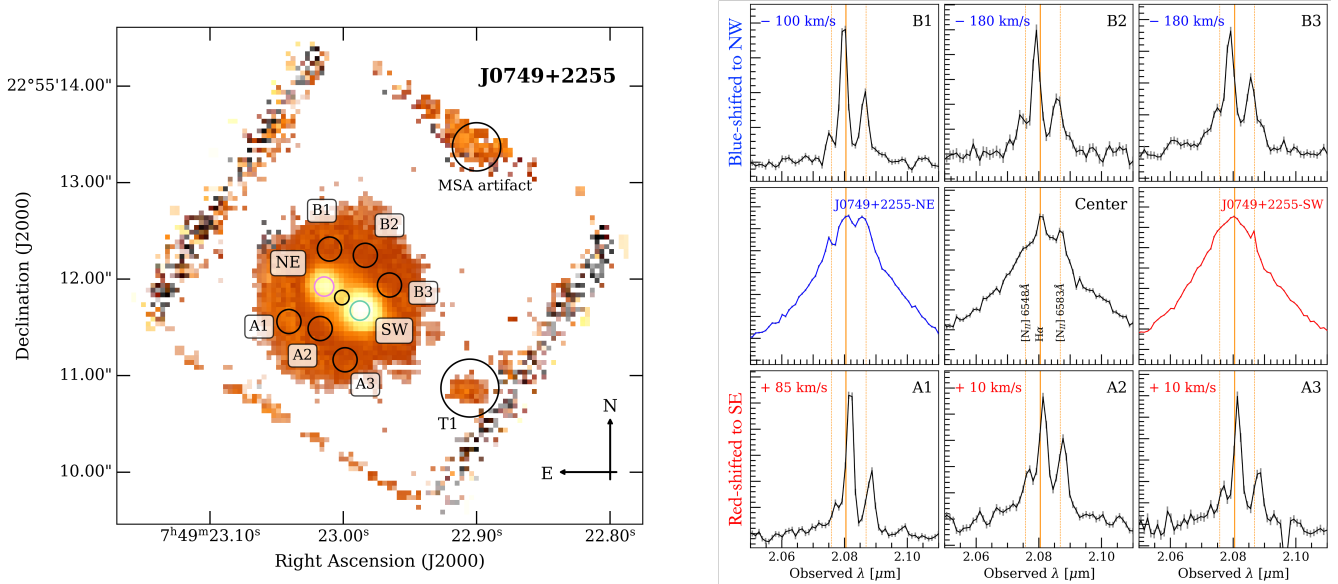 J0749+2255
22°55'14.00"
13.00"
12.00"
11.00"
10.00"
Declination (J2000)
MSA artifact
B1
B2
NE
B3
A1
SW
A2
A3
T1
N
E
7ʰ49ᵐ23.10ˢ
23.00ˢ
22.90ˢ
22.80ˢ
Right Ascension (J2000)
Blue-shifted to NW
− 100 km/s
B1
− 180 km/s
B2
− 180 km/s
B3
J0749+2255-NE
Center
[N_II] 6548Å
Hα
[N_II] 6583Å
J0749+2255-SW
Red-shifted to SE
+ 85 km/s
A1
+ 10 km/s
A2
+ 10 km/s
A3
2.06
2.08
2.10
2.06
2.08
2.10
2.06
2.08
2.10
Observed λ [μm]
Observed λ [μm]
Observed λ [μm]